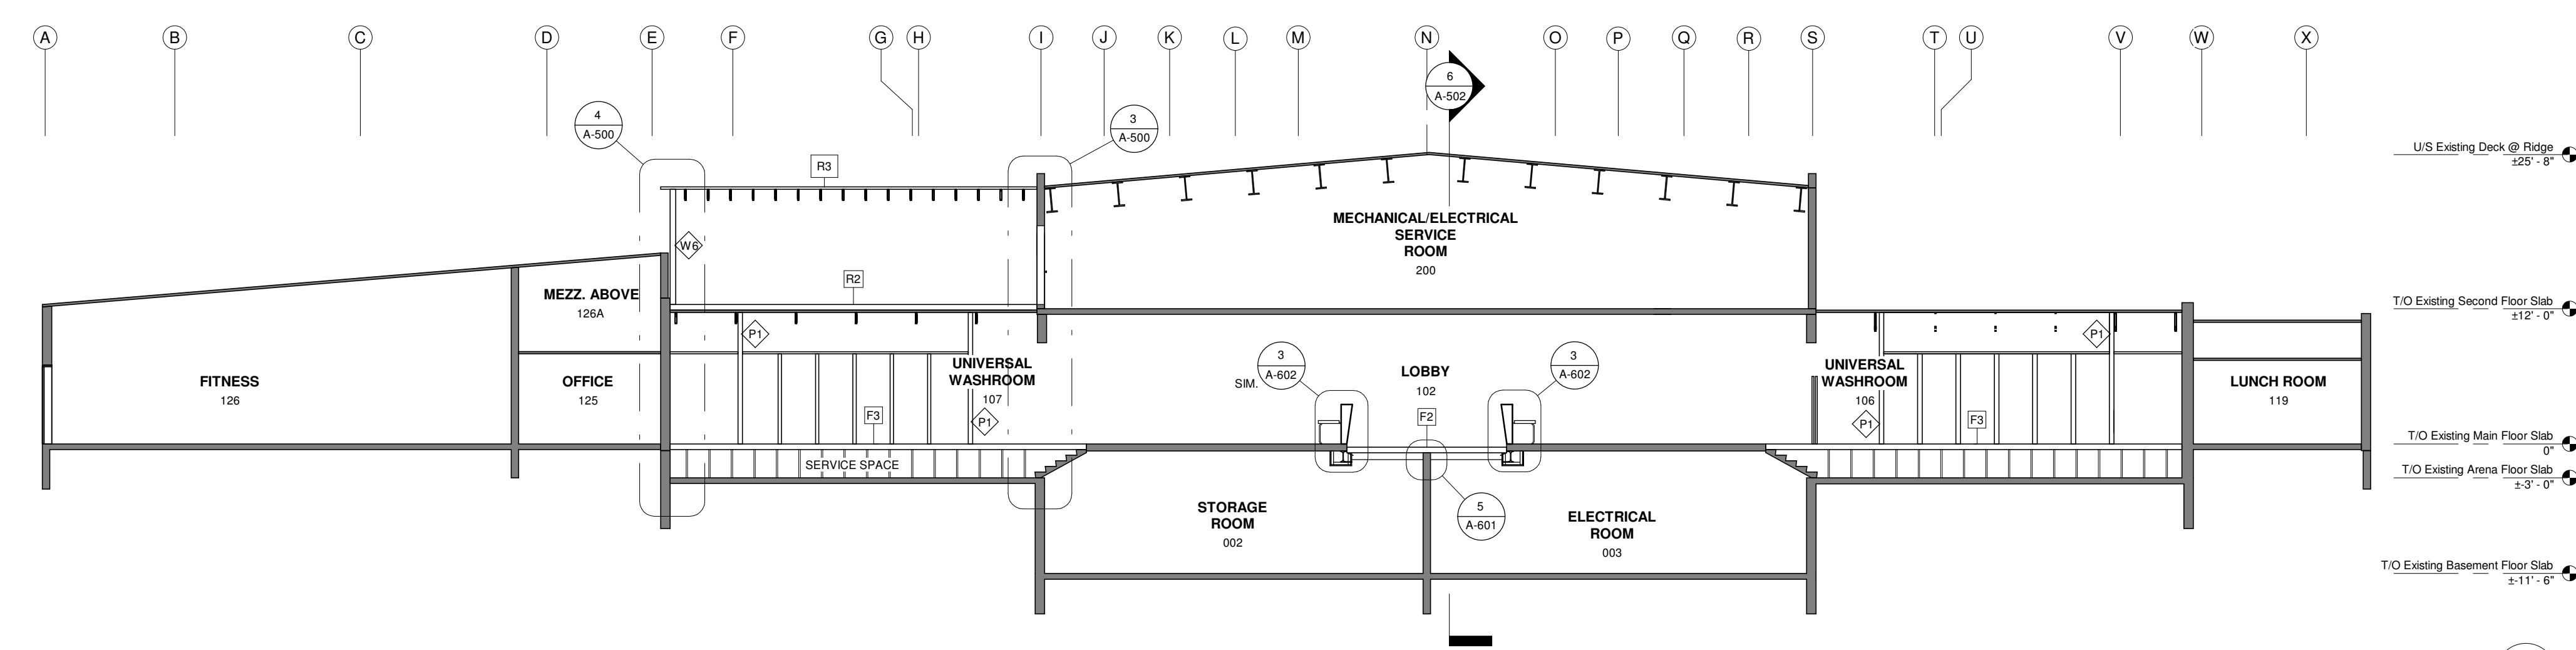 A B C D E F G H I J K L M N O P Q R S T U V W X
6
A-502
4
A-500
3
A-500
U/S Existing Deck @ Ridge
±25' - 8"
R3
MECHANICAL/ELECTRICAL
SERVICE
ROOM
200
W6
R2
MEZZ. ABOVE
126A
T/O Existing Second Floor Slab
±12' - 0"
P1
P1
FITNESS
126
OFFICE
125
UNIVERSAL
WASHROOM
107
P1
F3
3
A-602
SIM.
LOBBY
102
F2
3
A-602
UNIVERSAL
WASHROOM
106
P1
F3
LUNCH ROOM
119
T/O Existing Main Floor Slab
0"
SERVICE SPACE
T/O Existing Arena Floor Slab
±-3' - 0"
STORAGE
ROOM
002
5
A-601
ELECTRICAL
ROOM
003
T/O Existing Basement Floor Slab
±-11' - 6"